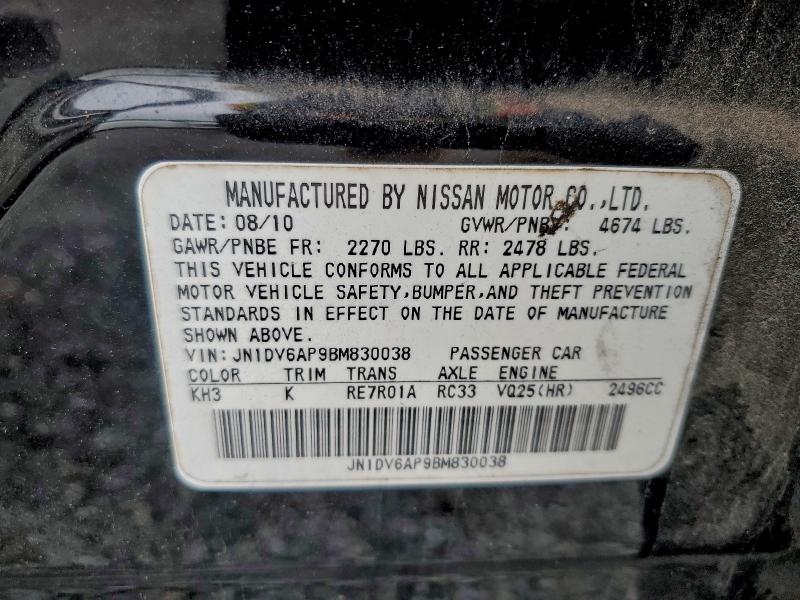 MANUFACTURED BY NISSAN MOTOR CO.,LTD.
DATE: 08/10 GVWR/PNBV: 4674 LBS.
GAWR/PNBE FR: 2270 LBS. RR: 2478 LBS.
THIS VEHICLE CONFORMS TO ALL APPLICABLE FEDERAL
MOTOR VEHICLE SAFETY,BUMPER,AND THEFT PREVENTION
STANDARDS IN EFFECT ON THE DATE OF MANUFACTURE
SHOWN ABOVE.
VIN: JN1DV6AP9BM830038 PASSENGER CAR
COLOR TRIM TRANS AXLE ENGINE
KH3 K RE7R01A RC33 VQ25(HR) 2496CC
JN1DV6AP9BM830038